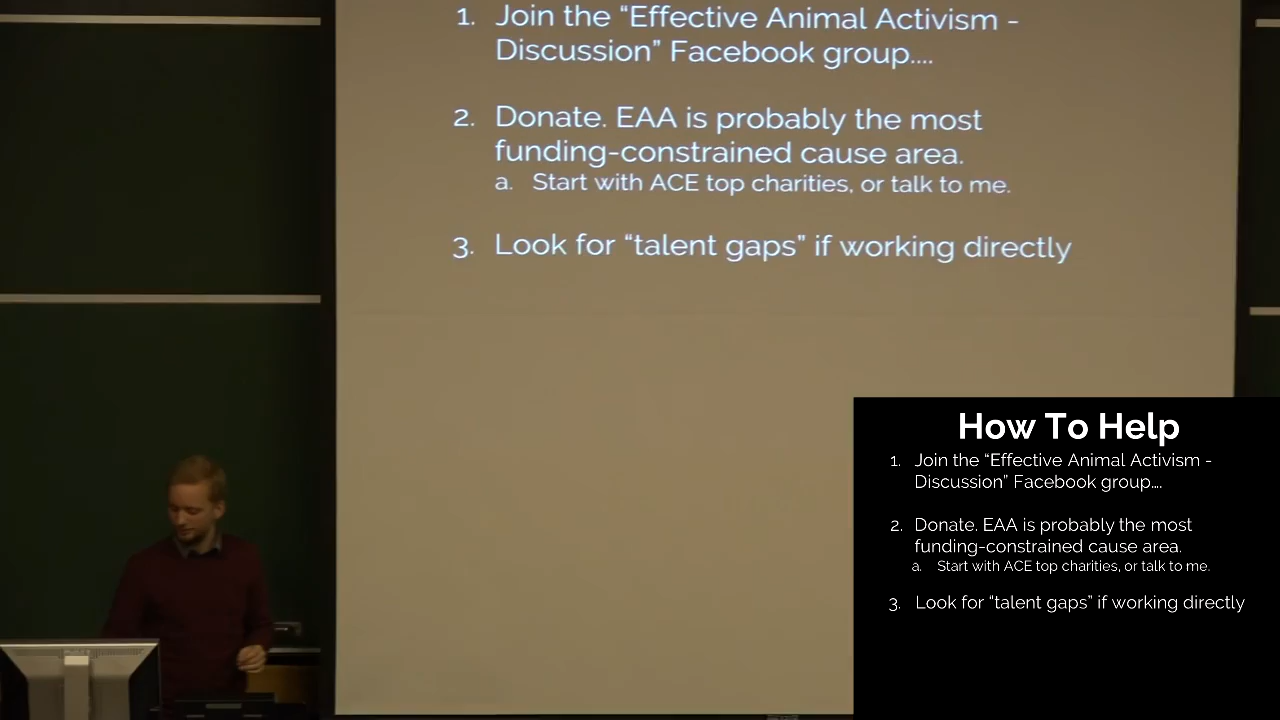 1. Join the “Effective Animal Activism -
Discussion” Facebook group....
2. Donate. EAA is probably the most
funding-constrained cause area.
a. Start with ACE top charities, or talk to me.
3. Look for “talent gaps” if working directly
How To Help
1. Join the “Effective Animal Activism -
Discussion” Facebook group....
2. Donate. EAA is probably the most
funding-constrained cause area.
a. Start with ACE top charities, or talk to me.
3. Look for “talent gaps” if working directly